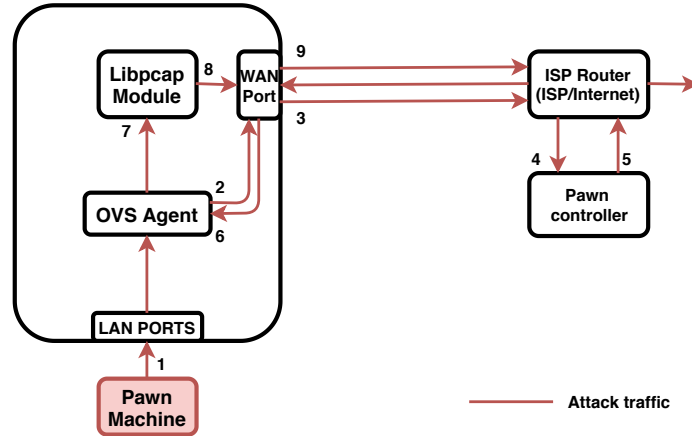 9
Libpcap
Module
8
WAN
Port
ISP Router
(ISP/Internet)
7
3
4
5
2
OVS Agent
6
Pawn
controller
LAN PORTS
1
Pawn
Machine
Attack traffic